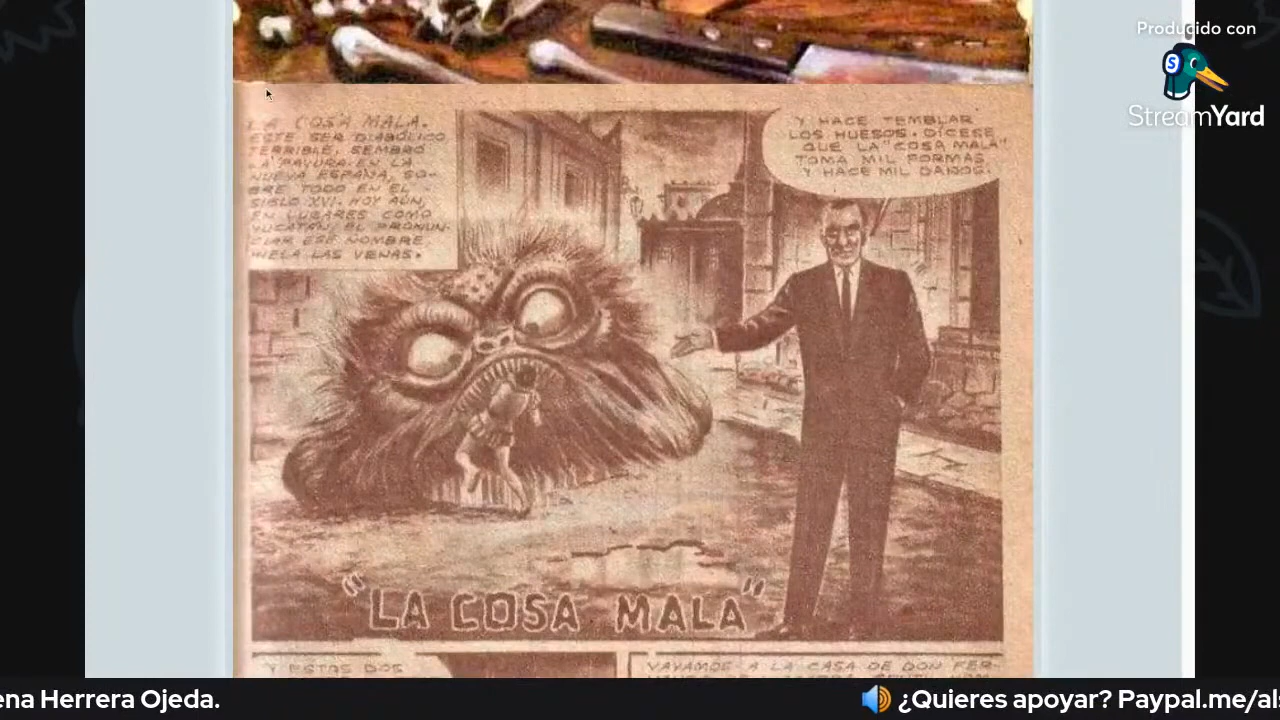 Producido con
StreamYard
LA COSA MALA.
ESTE SER DIABÓLICO
TERRIBLE, SEMBRÓ
LA PAVURA EN LA
NUEVA ESPAÑA, SO-
BRE TODO EN EL
SIGLO XVI. HOY AÚN,
EN LUGARES COMO
YUCATÁN, EL PRONUN-
CIAR ESE NOMBRE
HIELA LAS VENAS.
Y HACE TEMBLAR
LOS HUESOS. DÍCESE
QUE LA "COSA MALA"
TOMA MIL FORMAS
Y HACE MIL DAÑOS.
"LA COSA MALA"
Y ESTOS DOS
VAYAMOS A LA CASA DE DON FER-
ena Herrera Ojeda.
¿Quieres apoyar? Paypal.me/als